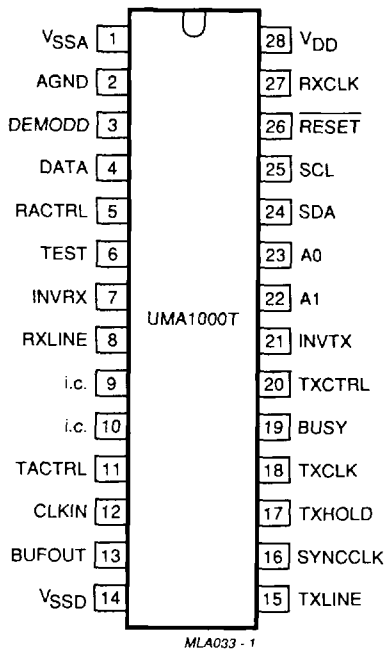 VSSA 1 28 VDD
AGND 2 27 RXCLK
DEMODD 3 26 RESET
DATA 4 25 SCL
RACTRL 5 24 SDA
TEST 6 23 A0
INVRX 7 22 A1
UMA1000T
RXLINE 8 21 INVTX
i.c. 9 20 TXCTRL
i.c. 10 19 BUSY
TACTRL 11 18 TXCLK
CLKIN 12 17 TXHOLD
BUFOUT 13 16 SYNCCLK
VSSD 14 15 TXLINE
MLA033 - 1